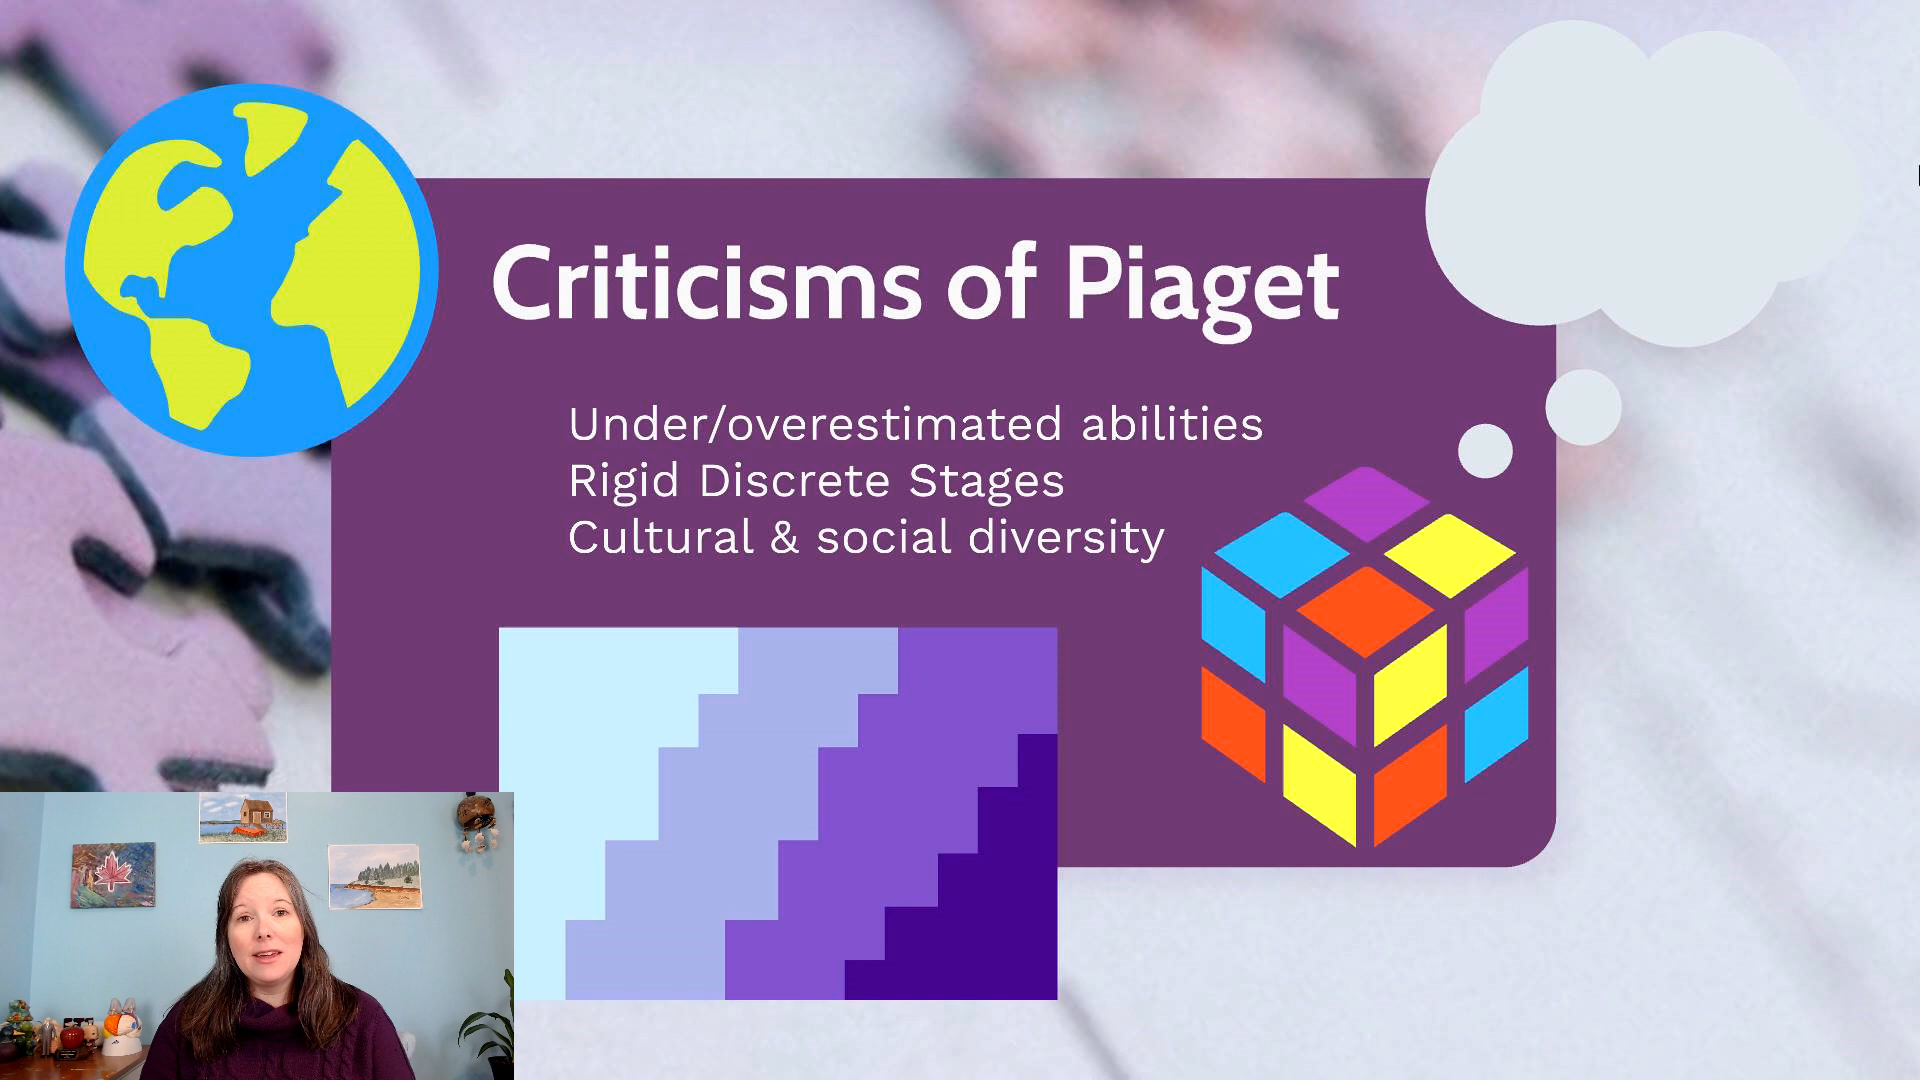 Criticisms of Piaget
Under/overestimated abilities
Rigid Discrete Stages
Cultural & social diversity